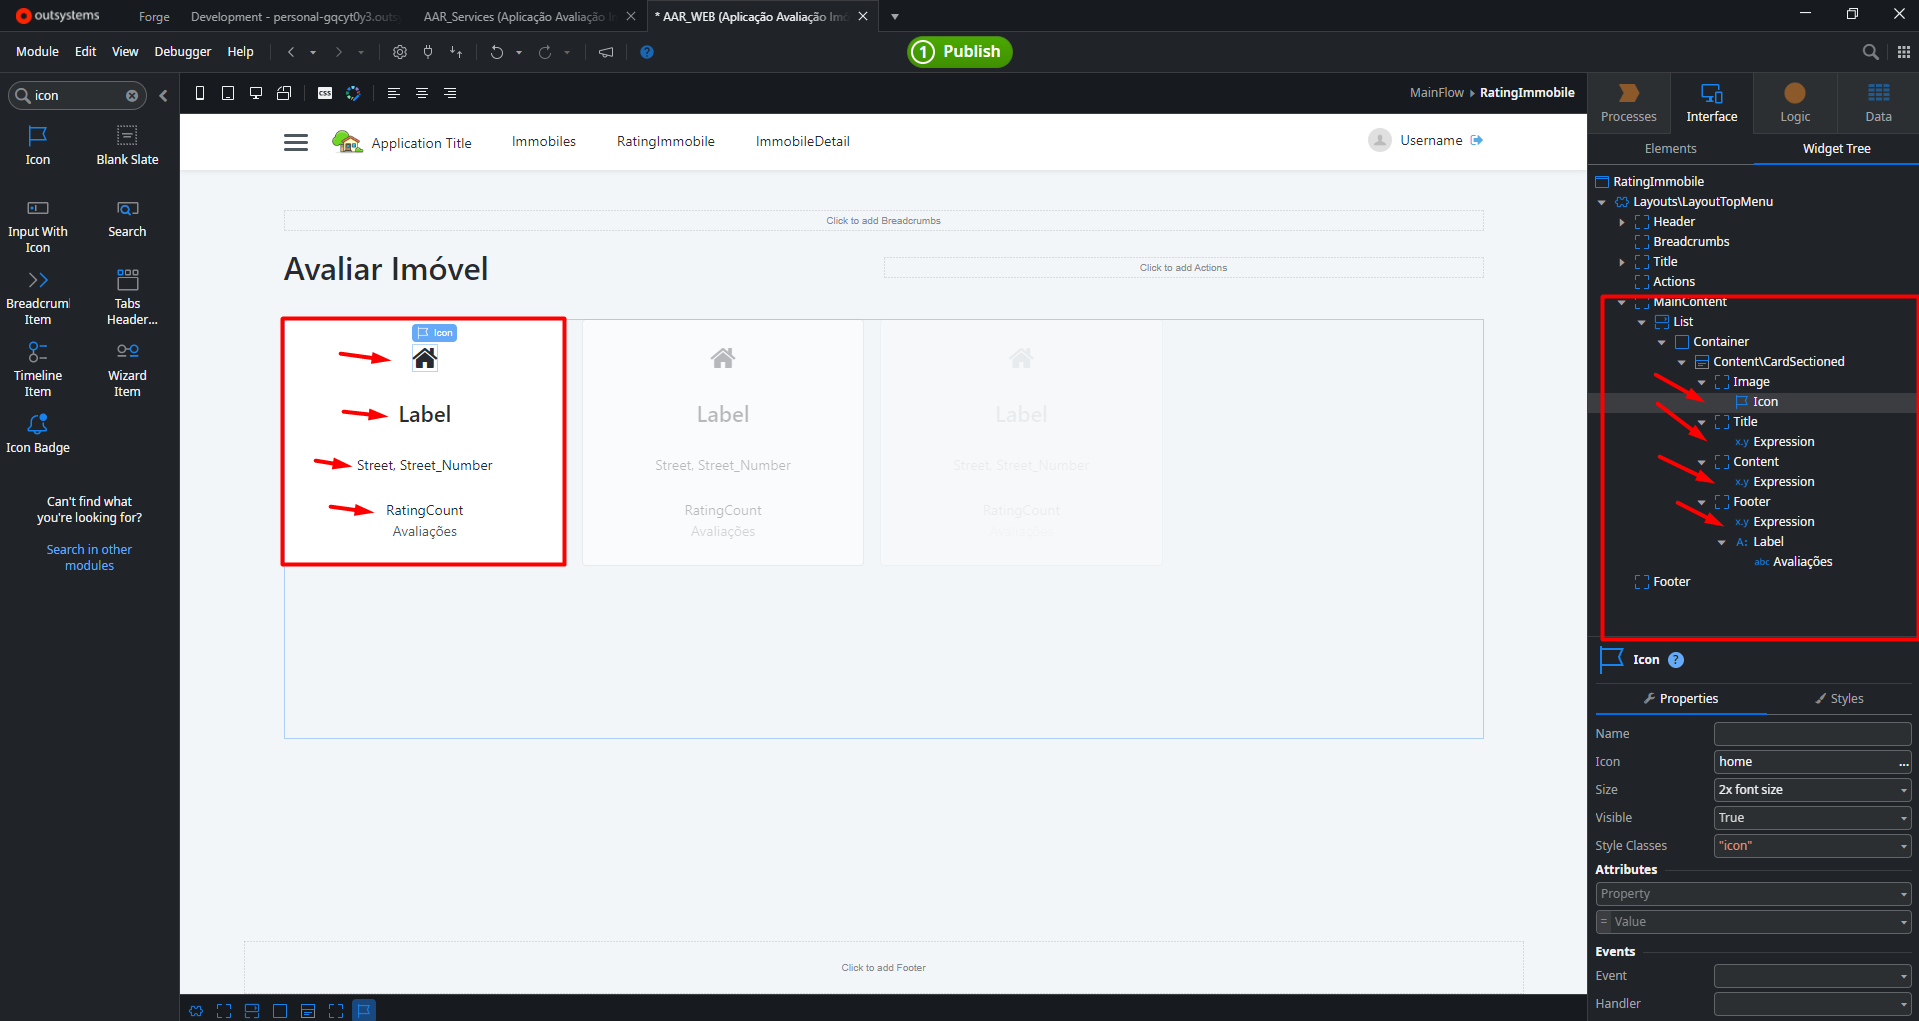 outsystems
Forge
Development - personal-gqcyt0y3.outs
AAR_Services (Aplicação Avaliação In
* AAR_WEB (Aplicação Avaliação Imó
Module Edit View Debugger Help
1 Publish
icon
Icon
Blank Slate
Input With
Icon
Search
Breadcruml
Item
Tabs
Header...
Timeline
Item
Wizard
Item
Icon Badge
Can't find what
you're looking for?
Search in other
modules
CSS
MainFlow ▸ RatingImmobile
Application Title
Immobiles
RatingImmobile
ImmobileDetail
Username
Click to add Breadcrumbs
Avaliar Imóvel
Click to add Actions
Icon
Label
Street, Street_Number
RatingCount
Avaliações
Label
Street, Street_Number
RatingCount
Avaliações
Label
Street, Street_Number
RatingCount
Avaliações
Click to add Footer
Processes
Interface
Logic
Data
Elements
Widget Tree
RatingImmobile
Layouts\LayoutTopMenu
Header
Breadcrumbs
Title
Actions
MainContent
List
Container
Content\CardSectioned
Image
Icon
Title
x.y Expression
Content
x.y Expression
Footer
x.y Expression
A: Label
abc Avaliações
Footer
Icon ?
Properties
Styles
Name
Icon home ...
Size 2x font size
Visible True
Style Classes "icon"
Attributes
Property
= Value
Events
Event
Handler